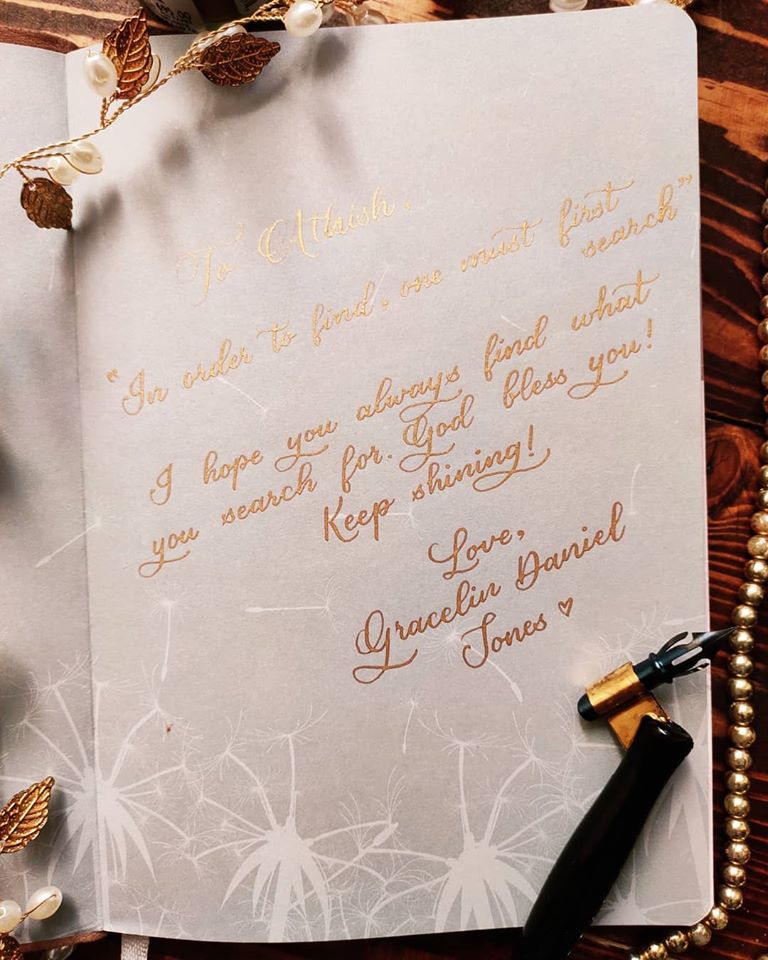 To Athish,
"In order to find, one must first
search"
I hope you always find what
you search for. God bless you!
Keep shining!
Love,
Gracelin Daniel
Jones ♡